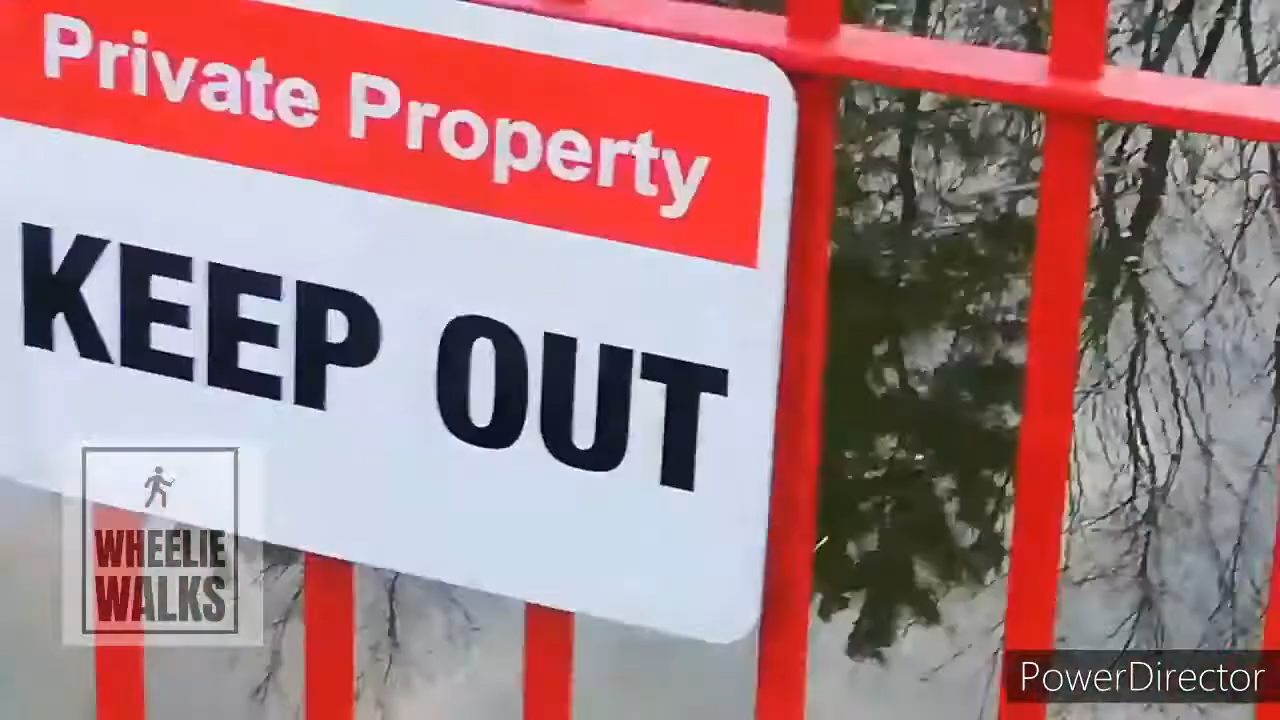 Private Property
KEEP OUT
WHEELIE
WALKS
PowerDirector